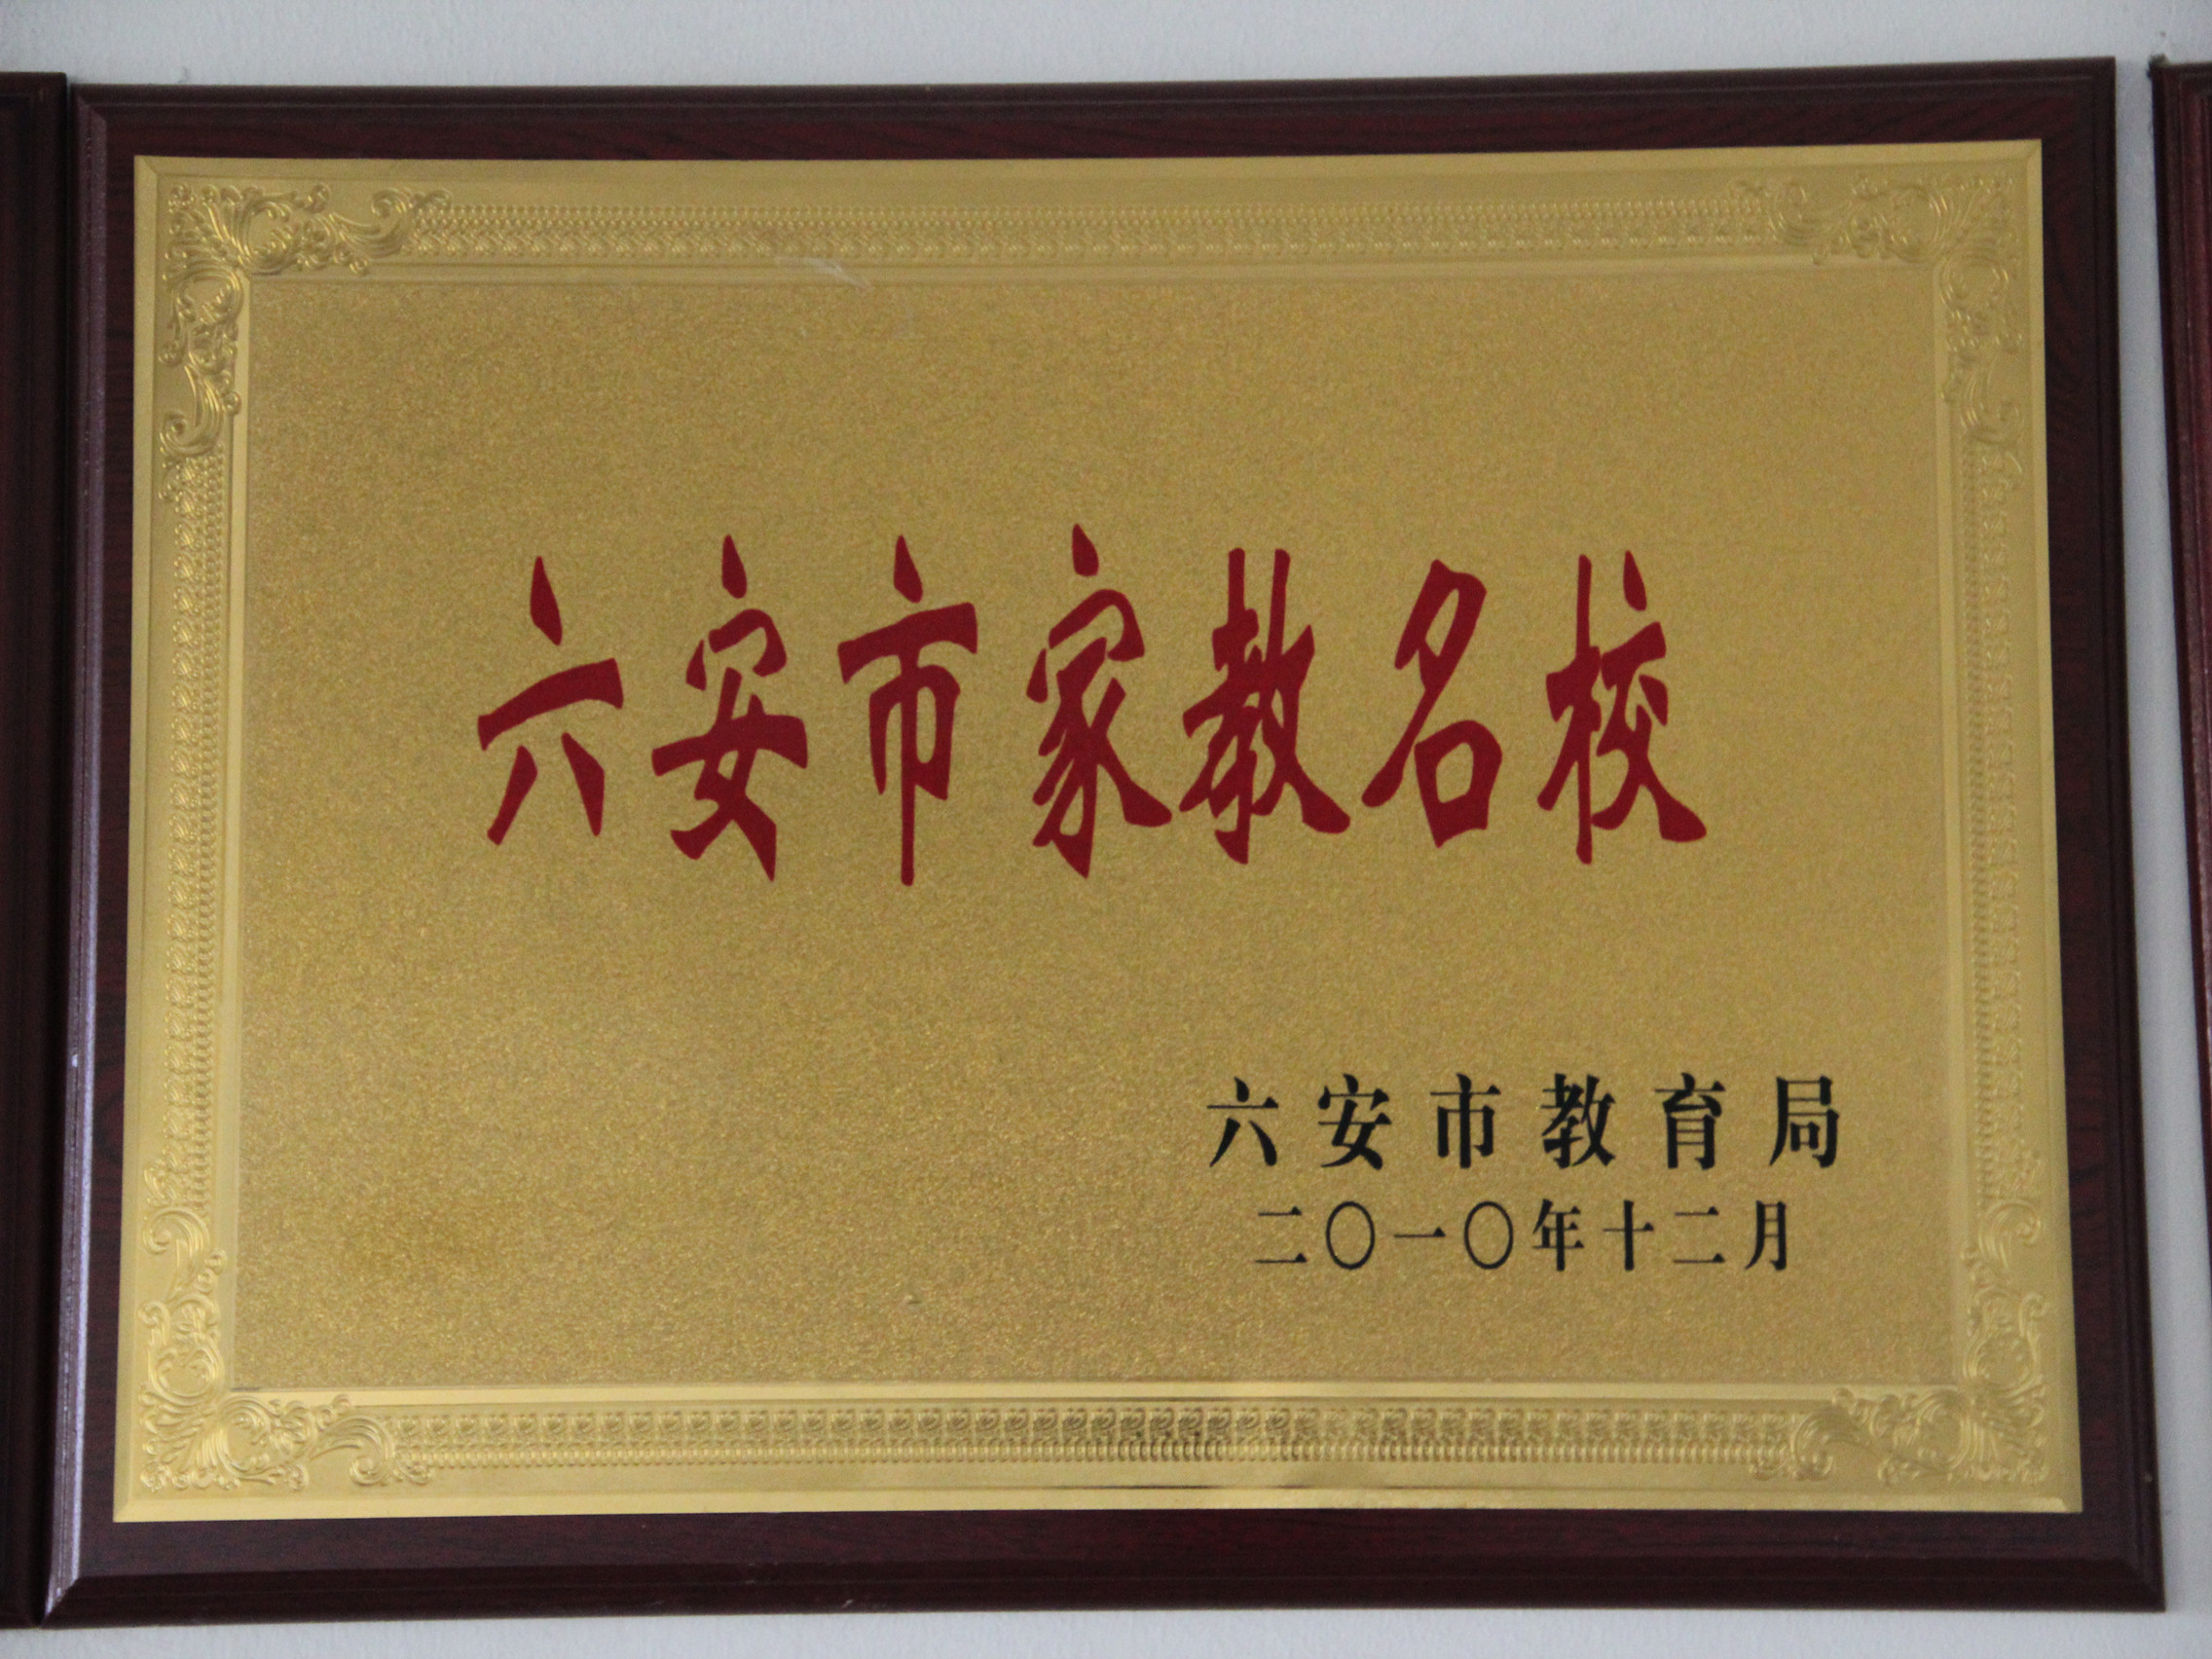 六安市家教名校
六安市教育局
二〇一〇年十二月